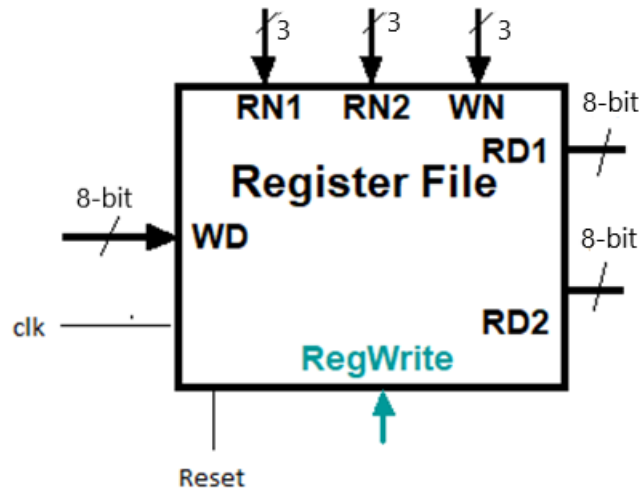 3 3 3
RN1 RN2 WN
8-bit
RD1
Register File
8-bit
WD
8-bit
clk
RD2
RegWrite
Reset